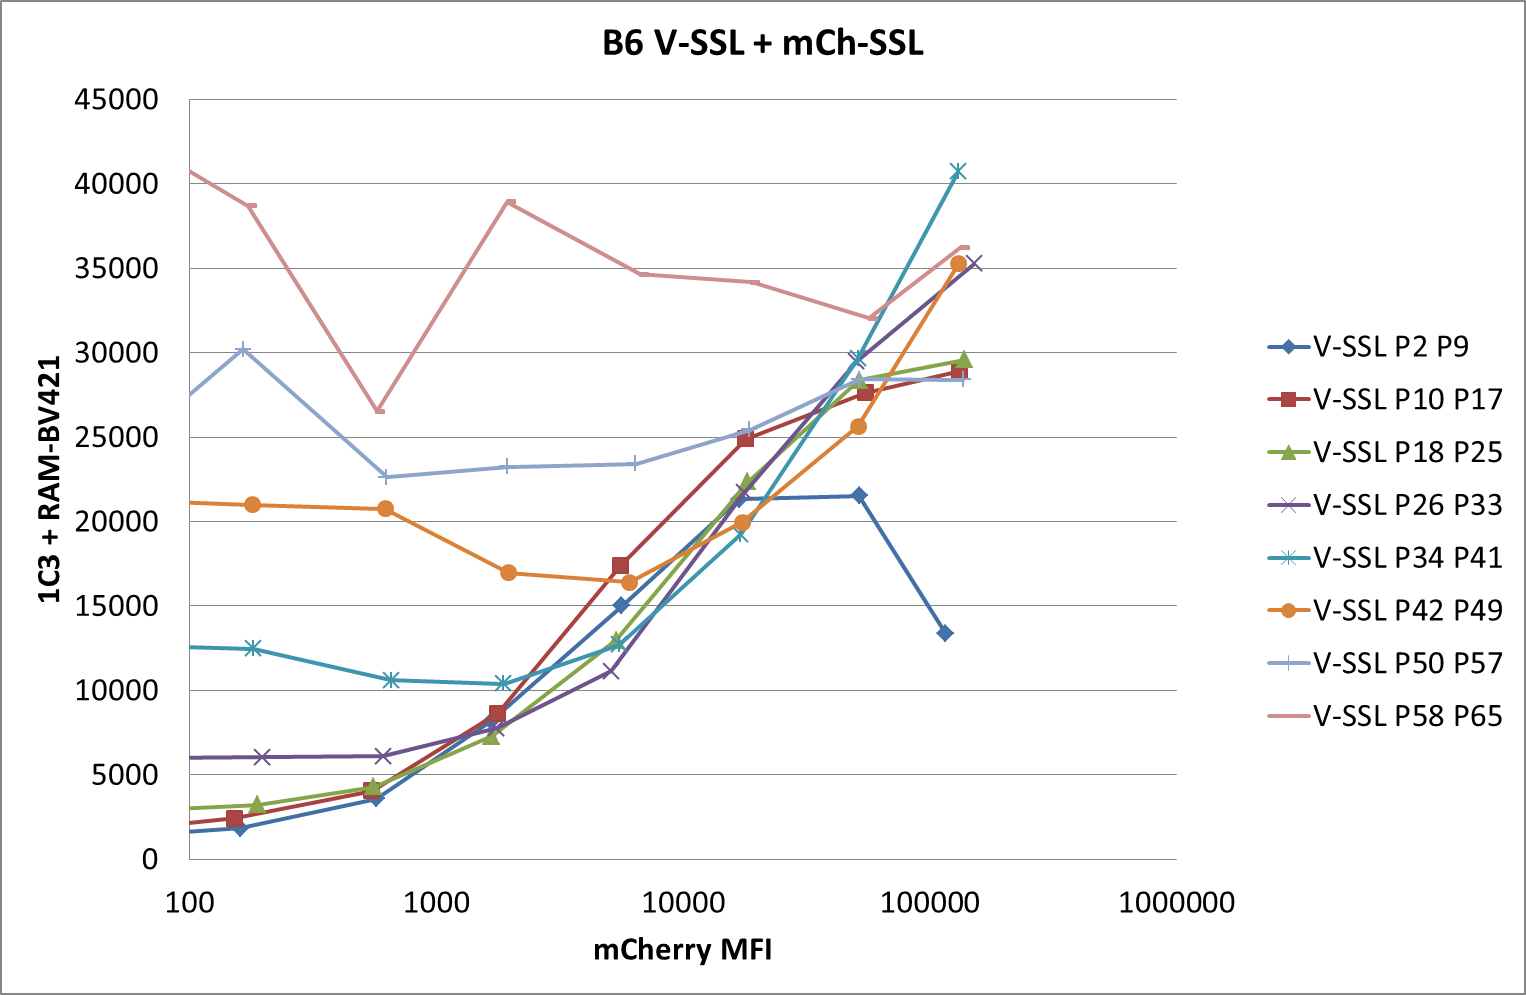 B6 V-SSL + mCh-SSL
45000
40000
35000
30000
25000
20000
15000
10000
5000
0
1C3 + RAM-BV421
100 1000 10000 100000 1000000
mCherry MFI
V-SSL P2 P9
V-SSL P10 P17
V-SSL P18 P25
V-SSL P26 P33
V-SSL P34 P41
V-SSL P42 P49
V-SSL P50 P57
V-SSL P58 P65